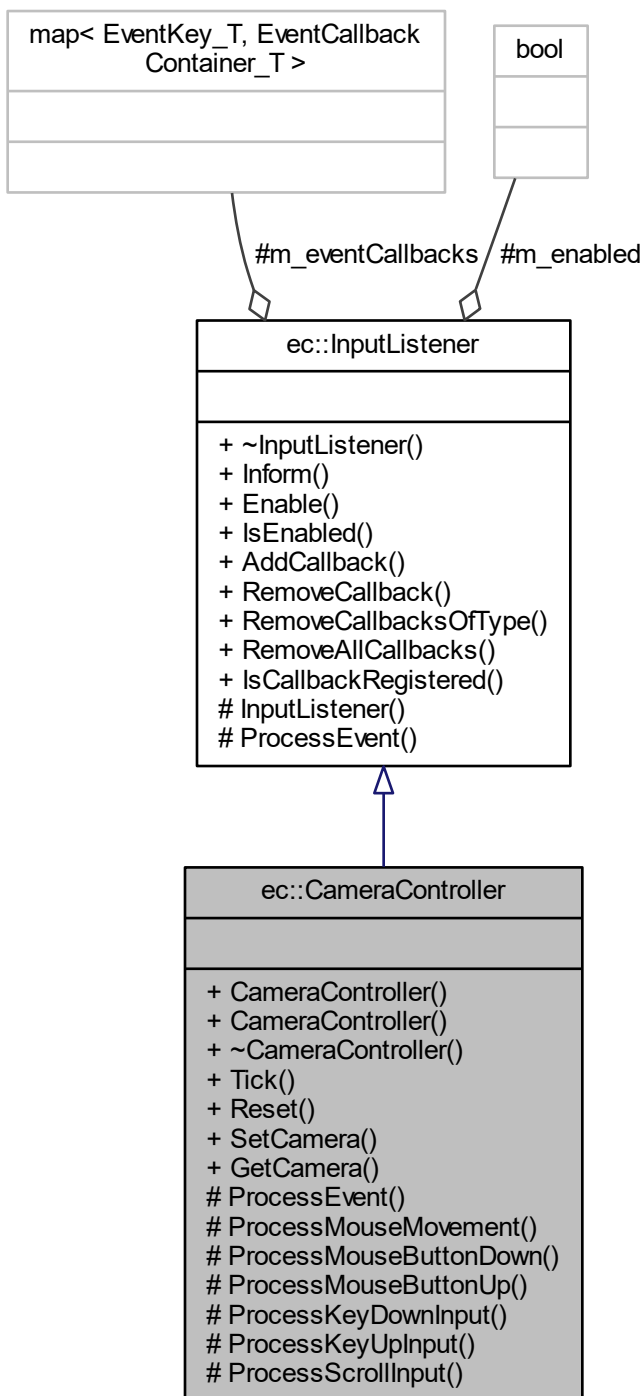 map< EventKey_T, EventCallback
Container_T >
bool
#m_eventCallbacks
#m_enabled
ec::InputListener
+ ~InputListener()
+ Inform()
+ Enable()
+ IsEnabled()
+ AddCallback()
+ RemoveCallback()
+ RemoveCallbacksOfType()
+ RemoveAllCallbacks()
+ IsCallbackRegistered()
# InputListener()
# ProcessEvent()
ec::CameraController
+ CameraController()
+ CameraController()
+ ~CameraController()
+ Tick()
+ Reset()
+ SetCamera()
+ GetCamera()
# ProcessEvent()
# ProcessMouseMovement()
# ProcessMouseButtonDown()
# ProcessMouseButtonUp()
# ProcessKeyDownInput()
# ProcessKeyUpInput()
# ProcessScrollInput()